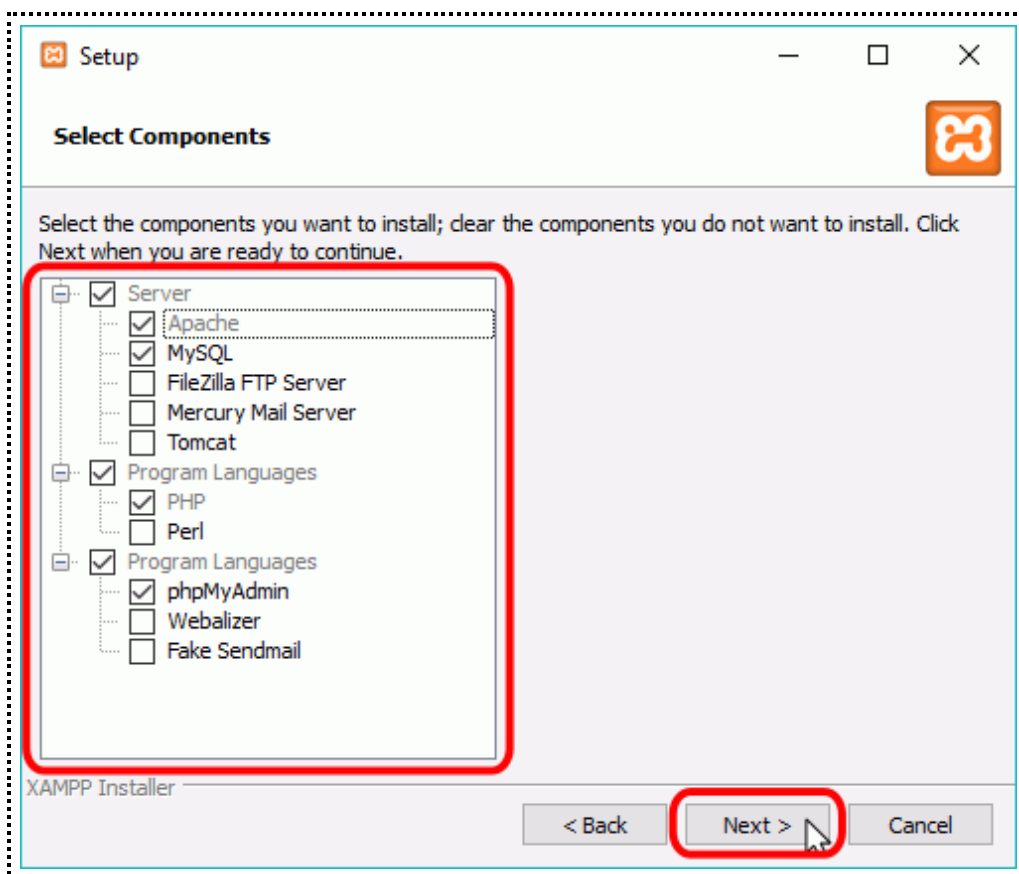 Setup
Select Components
Select the components you want to install; clear the components you do not want to install. Click
Next when you are ready to continue.
Server
Apache
MySQL
FileZilla FTP Server
Mercury Mail Server
Tomcat
Program Languages
PHP
Perl
Program Languages
phpMyAdmin
Webalizer
Fake Sendmail
XAMPP Installer
< Back Next > Cancel